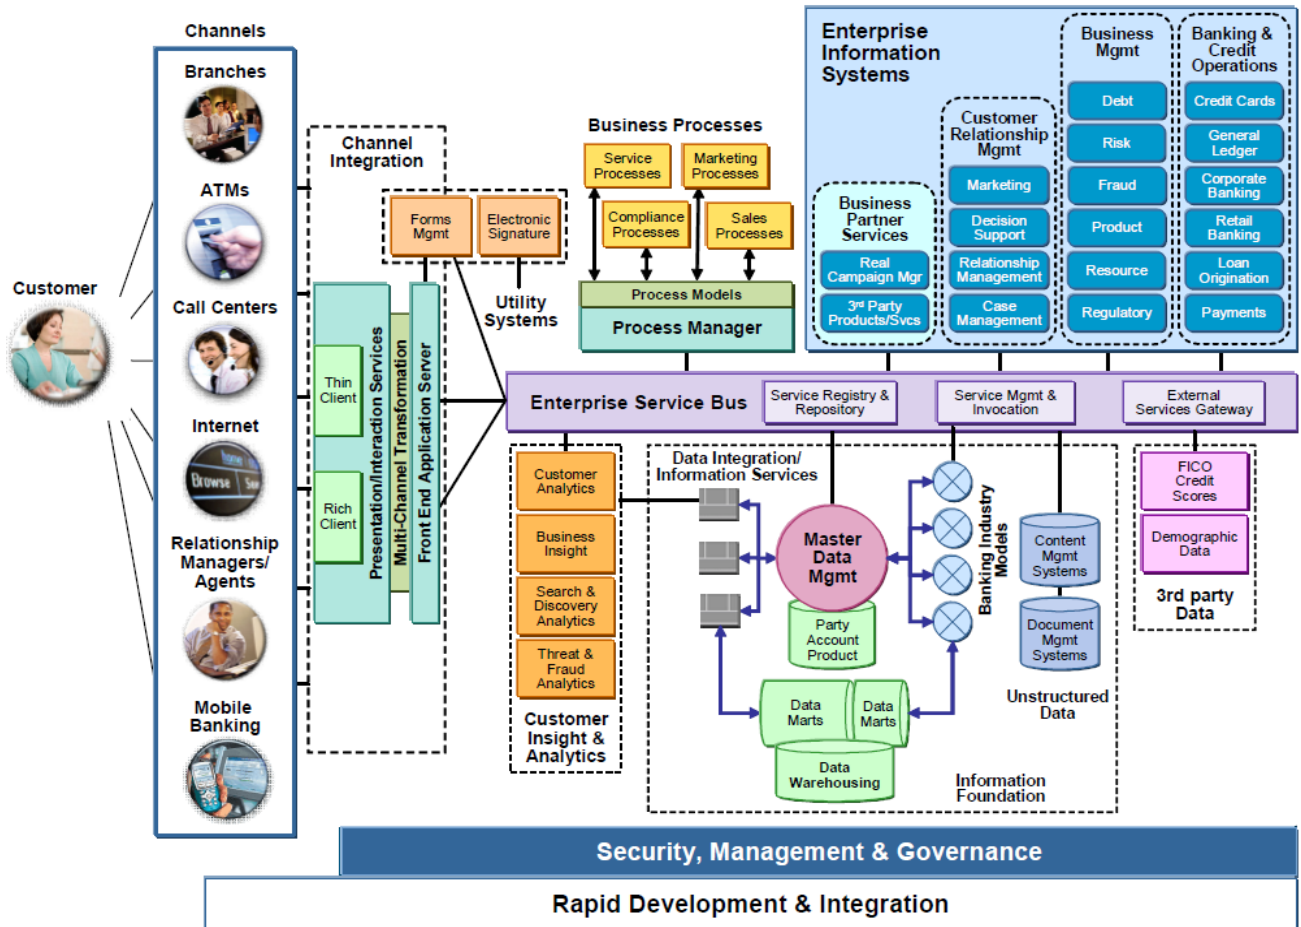 Channels
Branches
ATMs
Call Centers
Internet
Relationship
Managers/
Agents
Mobile
Banking
Customer
Channel
Integration
Thin
Client
Rich
Client
Presentation/Interaction Services
Multi-Channel Transformation
Front End Application Server
Forms
Mgmt
Electronic
Signature
Utility
Systems
Business Processes
Service
Processes
Marketing
Processes
Compliance
Processes
Sales
Processes
Process Models
Process Manager
Enterprise
Information
Systems
Business
Partner
Services
Real
Campaign Mgr
3rd Party
Products/Svcs
Customer
Relationship
Mgmt
Marketing
Decision
Support
Relationship
Management
Case
Management
Business
Mgmt
Debt
Risk
Fraud
Product
Resource
Regulatory
Banking &
Credit
Operations
Credit Cards
General
Ledger
Corporate
Banking
Retail
Banking
Loan
Origination
Payments
Enterprise Service Bus
Service Registry &
Repository
Service Mgmt &
Invocation
External
Services Gateway
Customer
Analytics
Business
Insight
Search &
Discovery
Analytics
Threat &
Fraud
Analytics
Customer
Insight &
Analytics
Data Integration/
Information Services
Master
Data
Mgmt
Party
Account
Product
Banking Industry
Models
Data
Marts
Data
Marts
Data
Warehousing
Content
Mgmt
Systems
Document
Mgmt
Systems
Unstructured
Data
Information
Foundation
FICO
Credit
Scores
Demographic
Data
3rd party
Data
Security, Management & Governance
Rapid Development & Integration